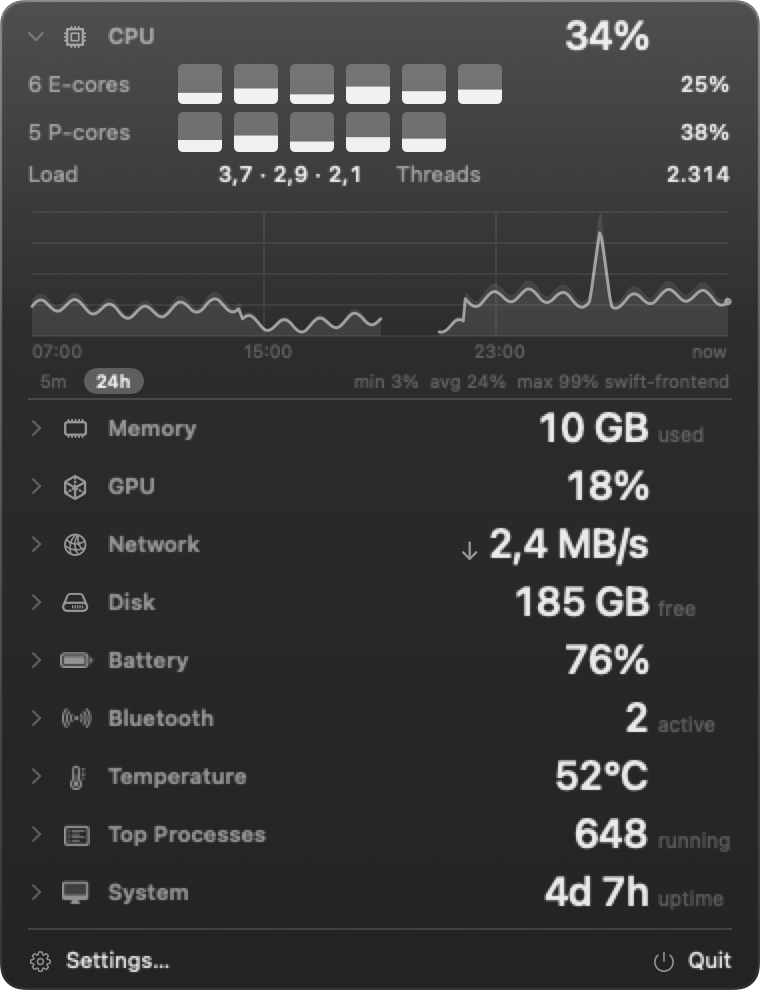 CPU 34%
6 E-cores 25%
5 P-cores 38%
Load 3,7 · 2,9 · 2,1 Threads 2.314
07:00 15:00 23:00 now
5m 24h min 3% avg 24% max 99% swift-frontend
Memory 10 GB used
GPU 18%
Network ↓ 2,4 MB/s
Disk 185 GB free
Battery 76%
Bluetooth 2 active
Temperature 52°C
Top Processes 648 running
System 4d 7h uptime
Settings... Quit